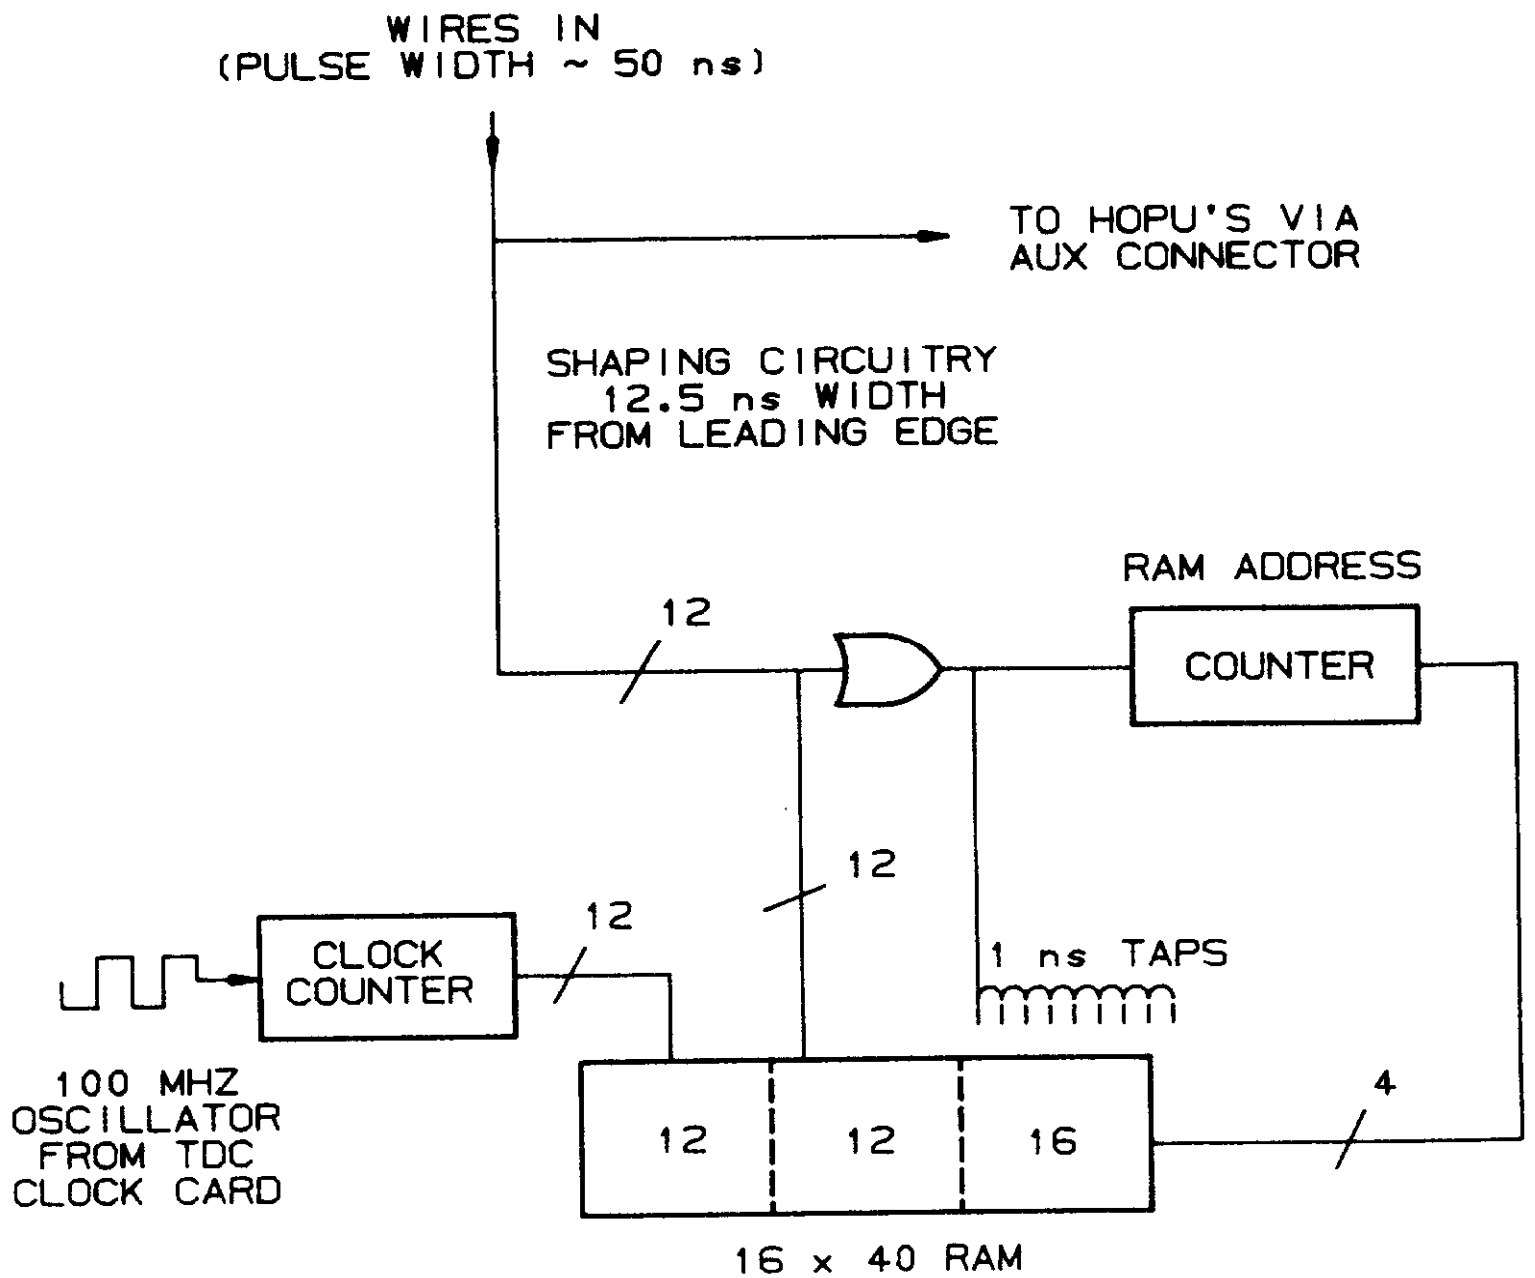 WIRES IN
(PULSE WIDTH ~ 50 ns)
TO HOPU'S VIA
AUX CONNECTOR
SHAPING CIRCUITRY
12.5 ns WIDTH
FROM LEADING EDGE
RAM ADDRESS
12
COUNTER
12
12
CLOCK
COUNTER
1 ns TAPS
100 MHZ
OSCILLATOR
FROM TDC
CLOCK CARD
4
12
12
16
16 x 40 RAM